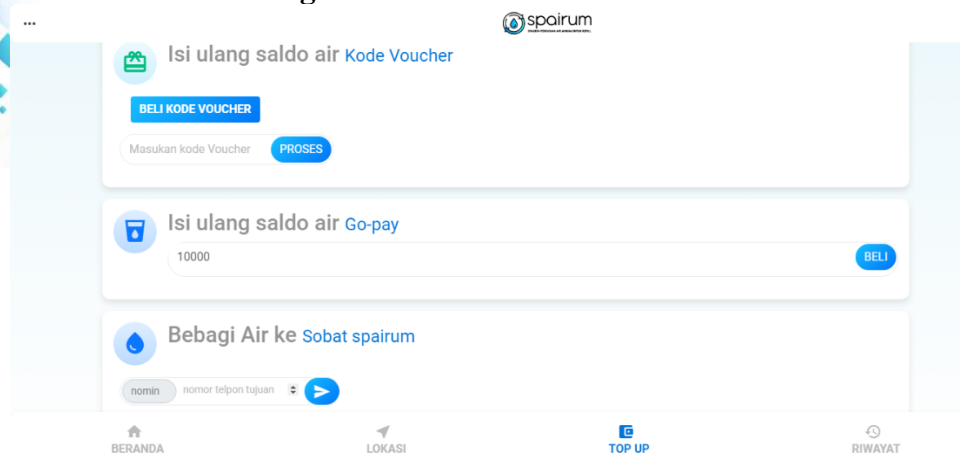 ...
spairum
Isi ulang saldo air Kode Voucher
BELI KODE VOUCHER
Masukan kode Voucher PROSES
Isi ulang saldo air Go-pay
10000 BELI
Bebagi Air ke Sobat spairum
nomin nomor telpon tujuan
BERANDA LOKASI TOP UP RIWAYAT